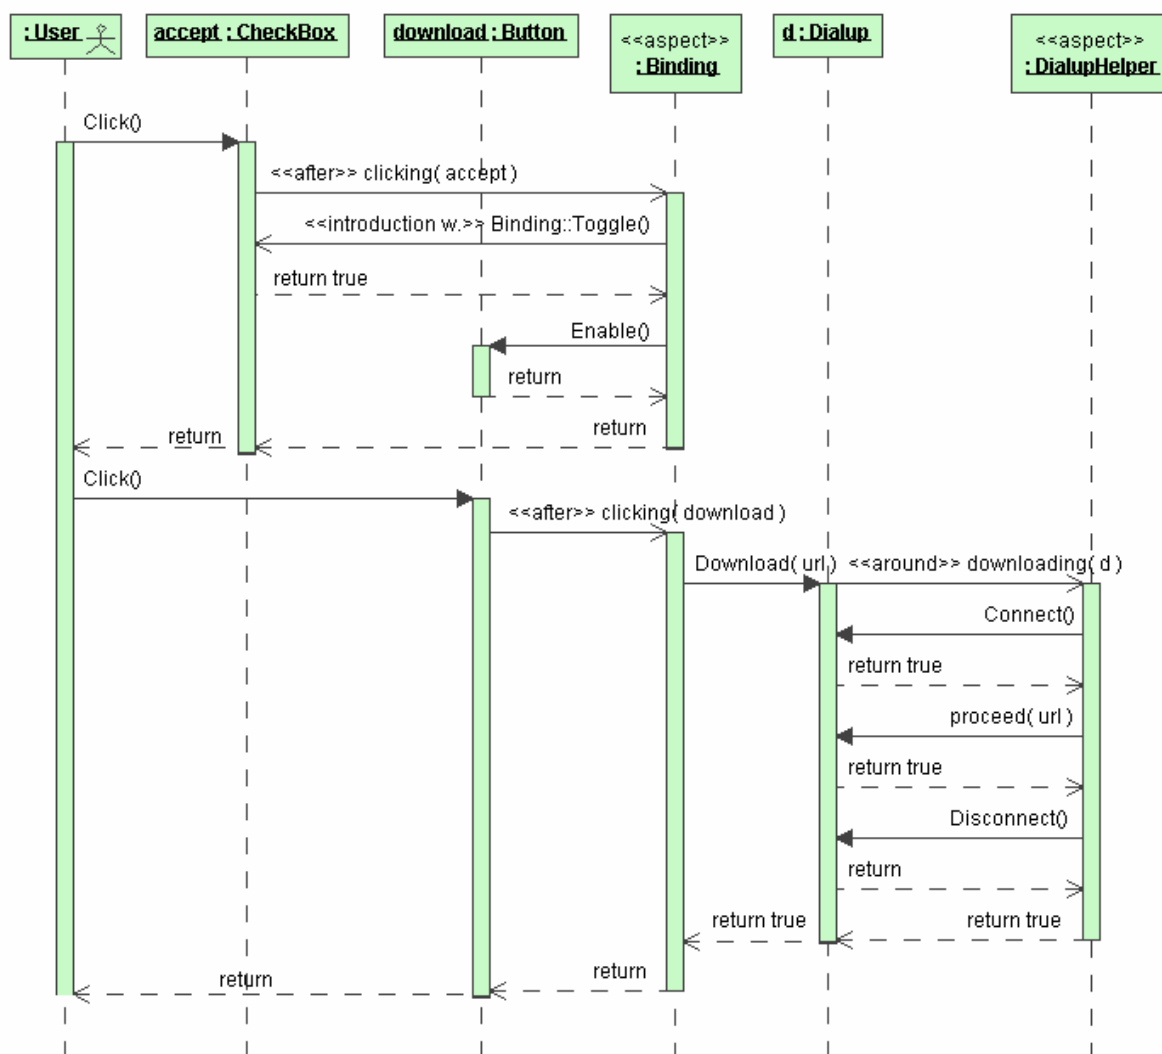 : User
accept : CheckBox
download : Button
<<aspect>>
: Binding
d : Dialup
<<aspect>>
: DialupHelper
Click()
<<after>> clicking( accept )
<<introduction w.>> Binding::Toggle()
return true
Enable()
return
return
return
Click()
<<after>> clicking( download )
Download( url ) <<around>> downloading( d )
Connect()
return true
proceed( url )
return true
Disconnect()
return
return true
return true
return
return